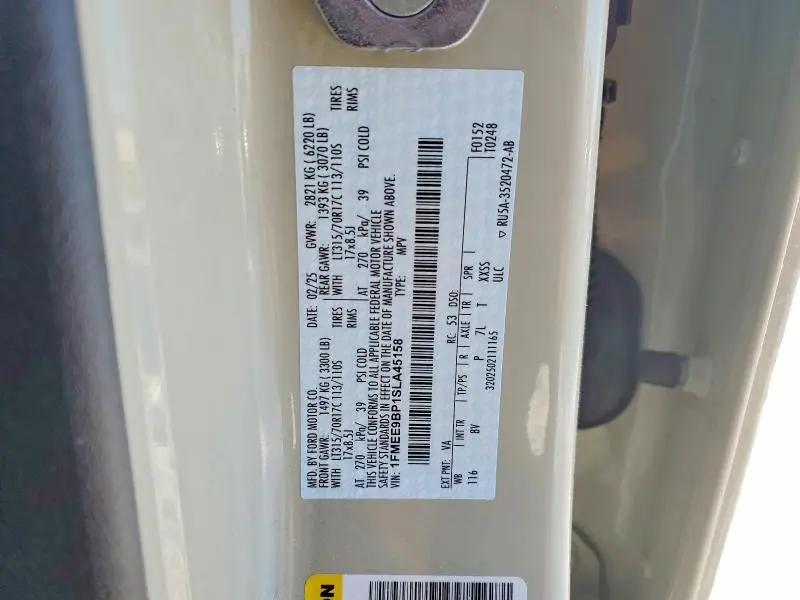 MFD. BY FORD MOTOR CO.
DATE: 02/25 GVWR: 2821 KG ( 6220 LB)
FRONT GAWR: 1497 KG ( 3300 LB) REAR GAWR: 1393 KG ( 3070 LB)
WITH LT315/70R17C 113/110S TIRES WITH LT315/70R17C 113/110S TIRES
17x8.5J RIMS 17x8.5J RIMS
AT 270 kPa/ 39 PSI COLD AT 270 kPa/ 39 PSI COLD
THIS VEHICLE CONFORMS TO ALL APPLICABLE FEDERAL MOTOR VEHICLE
SAFETY STANDARDS IN EFFECT ON THE DATE OF MANUFACTURE SHOWN ABOVE.
VIN: 1FMEE9BP1SLA45158 TYPE: MPV
F0152
T0248
EXT PNT: VA RC: 53 DSO:
WB INT TR TP/PS R AXLE TR SPR
116 BV P 7L T XXSS
ULC
3202502111165
▽ RU5A-3520472-AB
ON